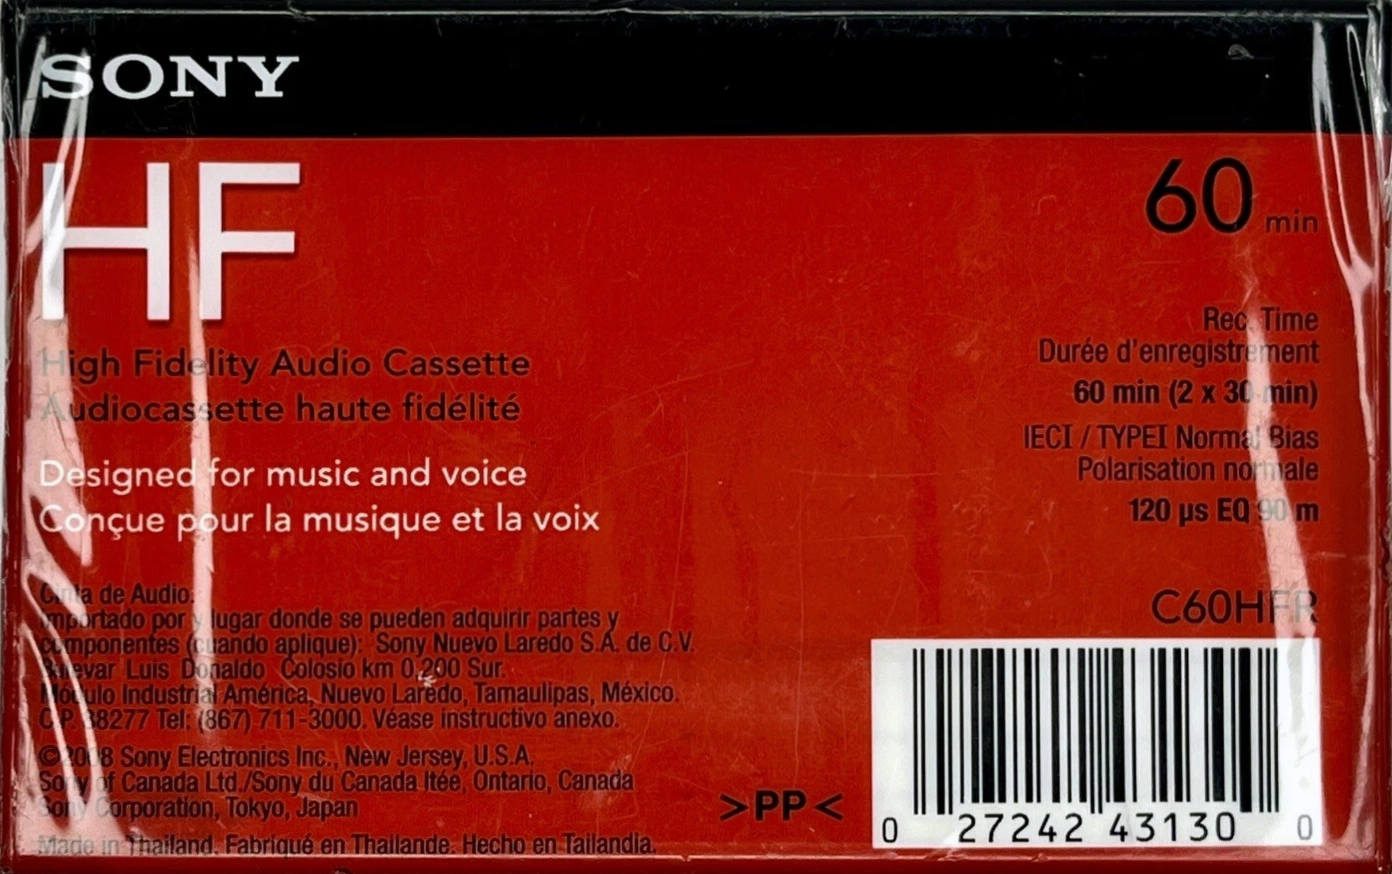 SONY
HF
60 min
High Fidelity Audio Cassette
Audiocassette haute fidélité
Designed for music and voice
Conçue pour la musique et la voix
Rec. Time
Durée d'enregistrement
60 min (2 x 30 min)
IECI / TYPEI Normal Bias
Polarisation normale
120 µs EQ 90 m
C60HFR
Cinta de Audio.
Importado por y lugar donde se pueden adquirir partes y
componentes (cuando aplique): Sony Nuevo Laredo S.A. de C.V.
Bulevar Luis Donaldo Colosio km 0.200 Sur.
Módulo Industrial América, Nuevo Laredo, Tamaulipas, México.
C.P. 88277 Tel: (867) 711-3000. Véase instructivo anexo.
©2008 Sony Electronics Inc., New Jersey, U.S.A.
Sony of Canada Ltd./Sony du Canada ltée, Ontario, Canada
Sony Corporation, Tokyo, Japan
Made in Thailand. Fabriqué en Thaïlande. Hecho en Tailandia.
>PP<
0 27242 43130 0